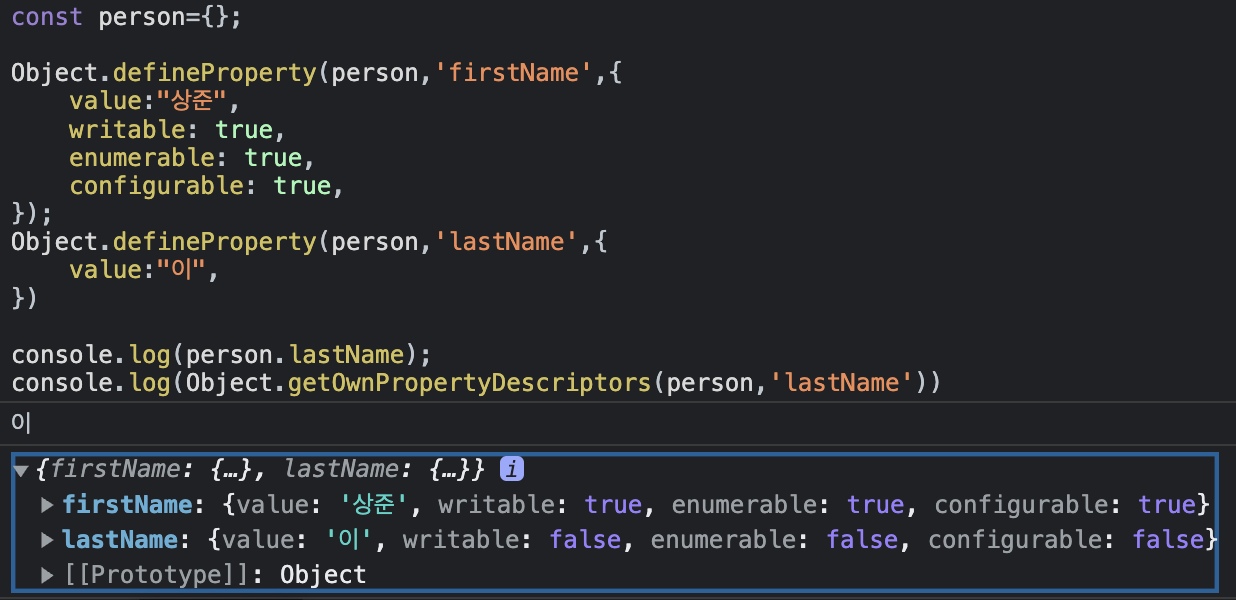 const person={};
Object.defineProperty(person,'firstName',{
    value:"상준",
    writable: true,
    enumerable: true,
    configurable: true,
});
Object.defineProperty(person,'lastName',{
    value:"이",
})
console.log(person.lastName);
console.log(Object.getOwnPropertyDescriptors(person,'lastName'))
이
▼{firstName: {…}, lastName: {…}} i
▶firstName: {value: '상준', writable: true, enumerable: true, configurable: true}
▶lastName: {value: '이', writable: false, enumerable: false, configurable: false}
▶[[Prototype]]: Object